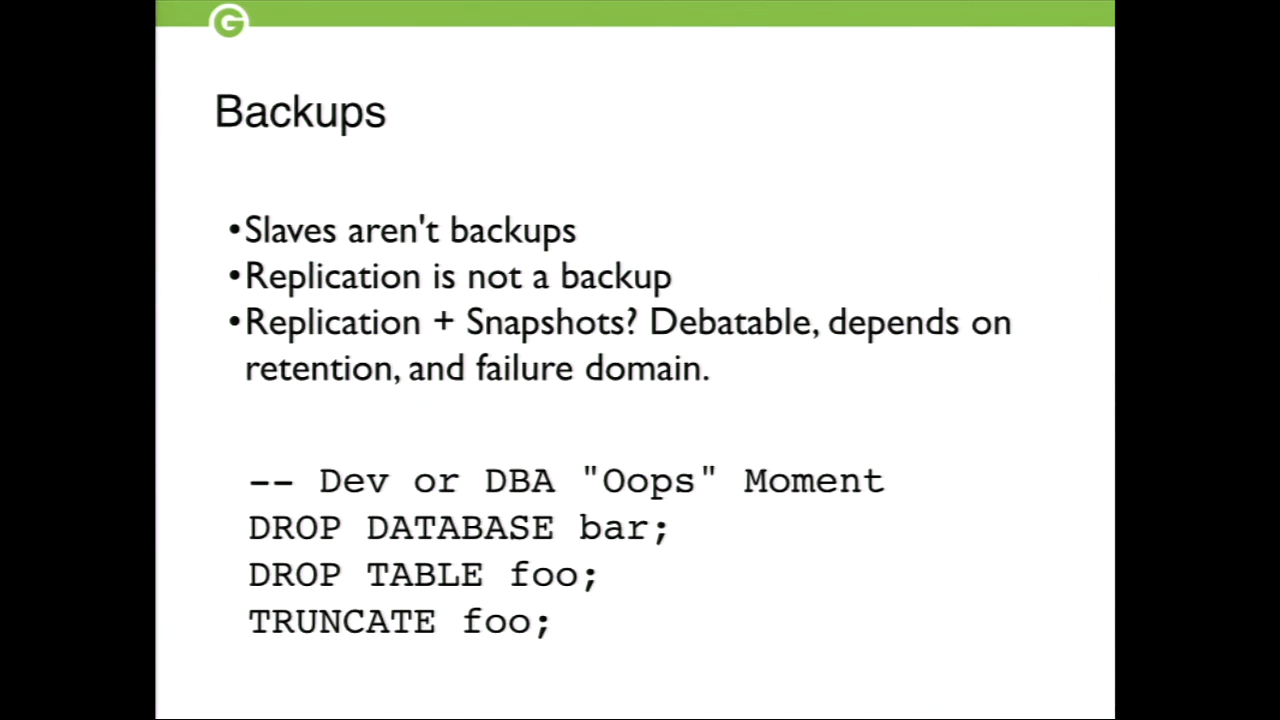 G
Backups
•Slaves aren't backups
•Replication is not a backup
•Replication + Snapshots? Debatable, depends on
retention, and failure domain.
-- Dev or DBA "Oops" Moment
DROP DATABASE bar;
DROP TABLE foo;
TRUNCATE foo;